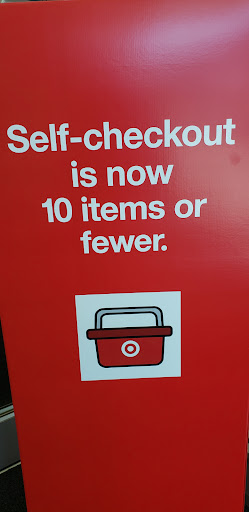 Self-checkout
is now
10 items or
fewer.